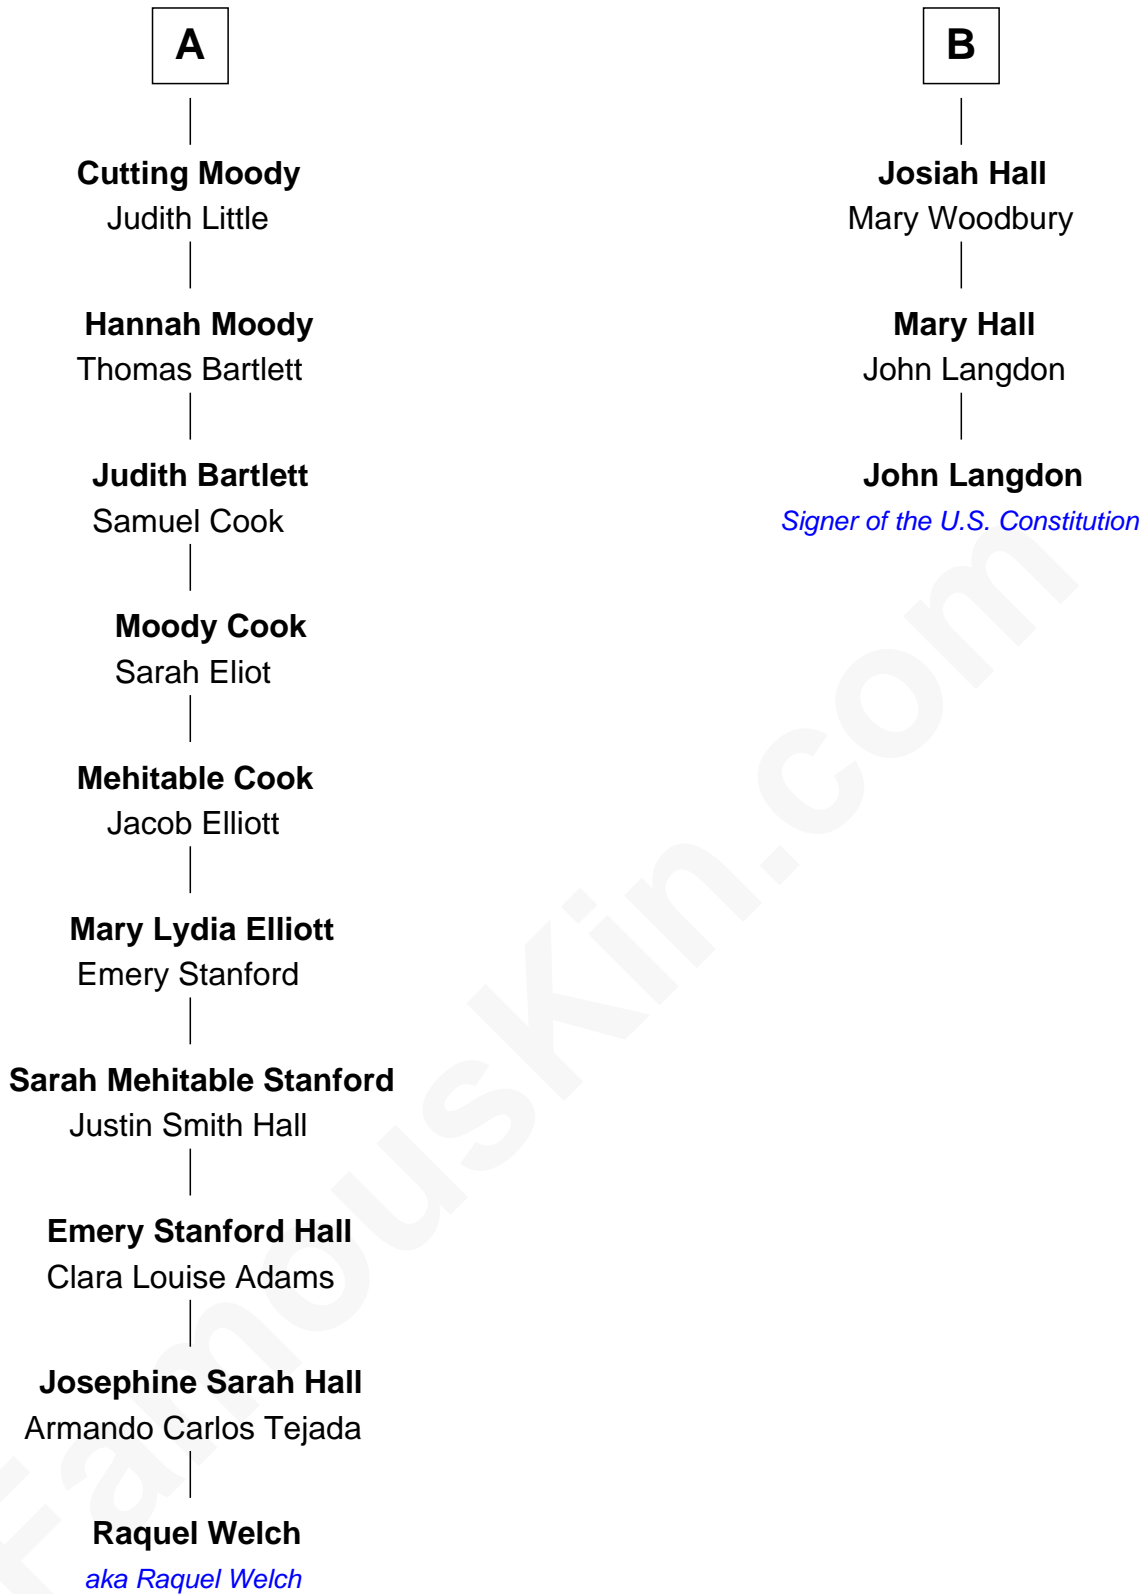 A
Cutting Moody
Judith Little
Hannah Moody
Thomas Bartlett
Judith Bartlett
Samuel Cook
Moody Cook
Sarah Eliot
Mehitable Cook
Jacob Elliott
Mary Lydia Elliott
Emery Stanford
Sarah Mehitable Stanford
Justin Smith Hall
Emery Stanford Hall
Clara Louise Adams
Josephine Sarah Hall
Armando Carlos Tejada
Raquel Welch
aka Raquel Welch
B
Josiah Hall
Mary Woodbury
Mary Hall
John Langdon
John Langdon
Signer of the U.S. Constitution
FamousKin.com